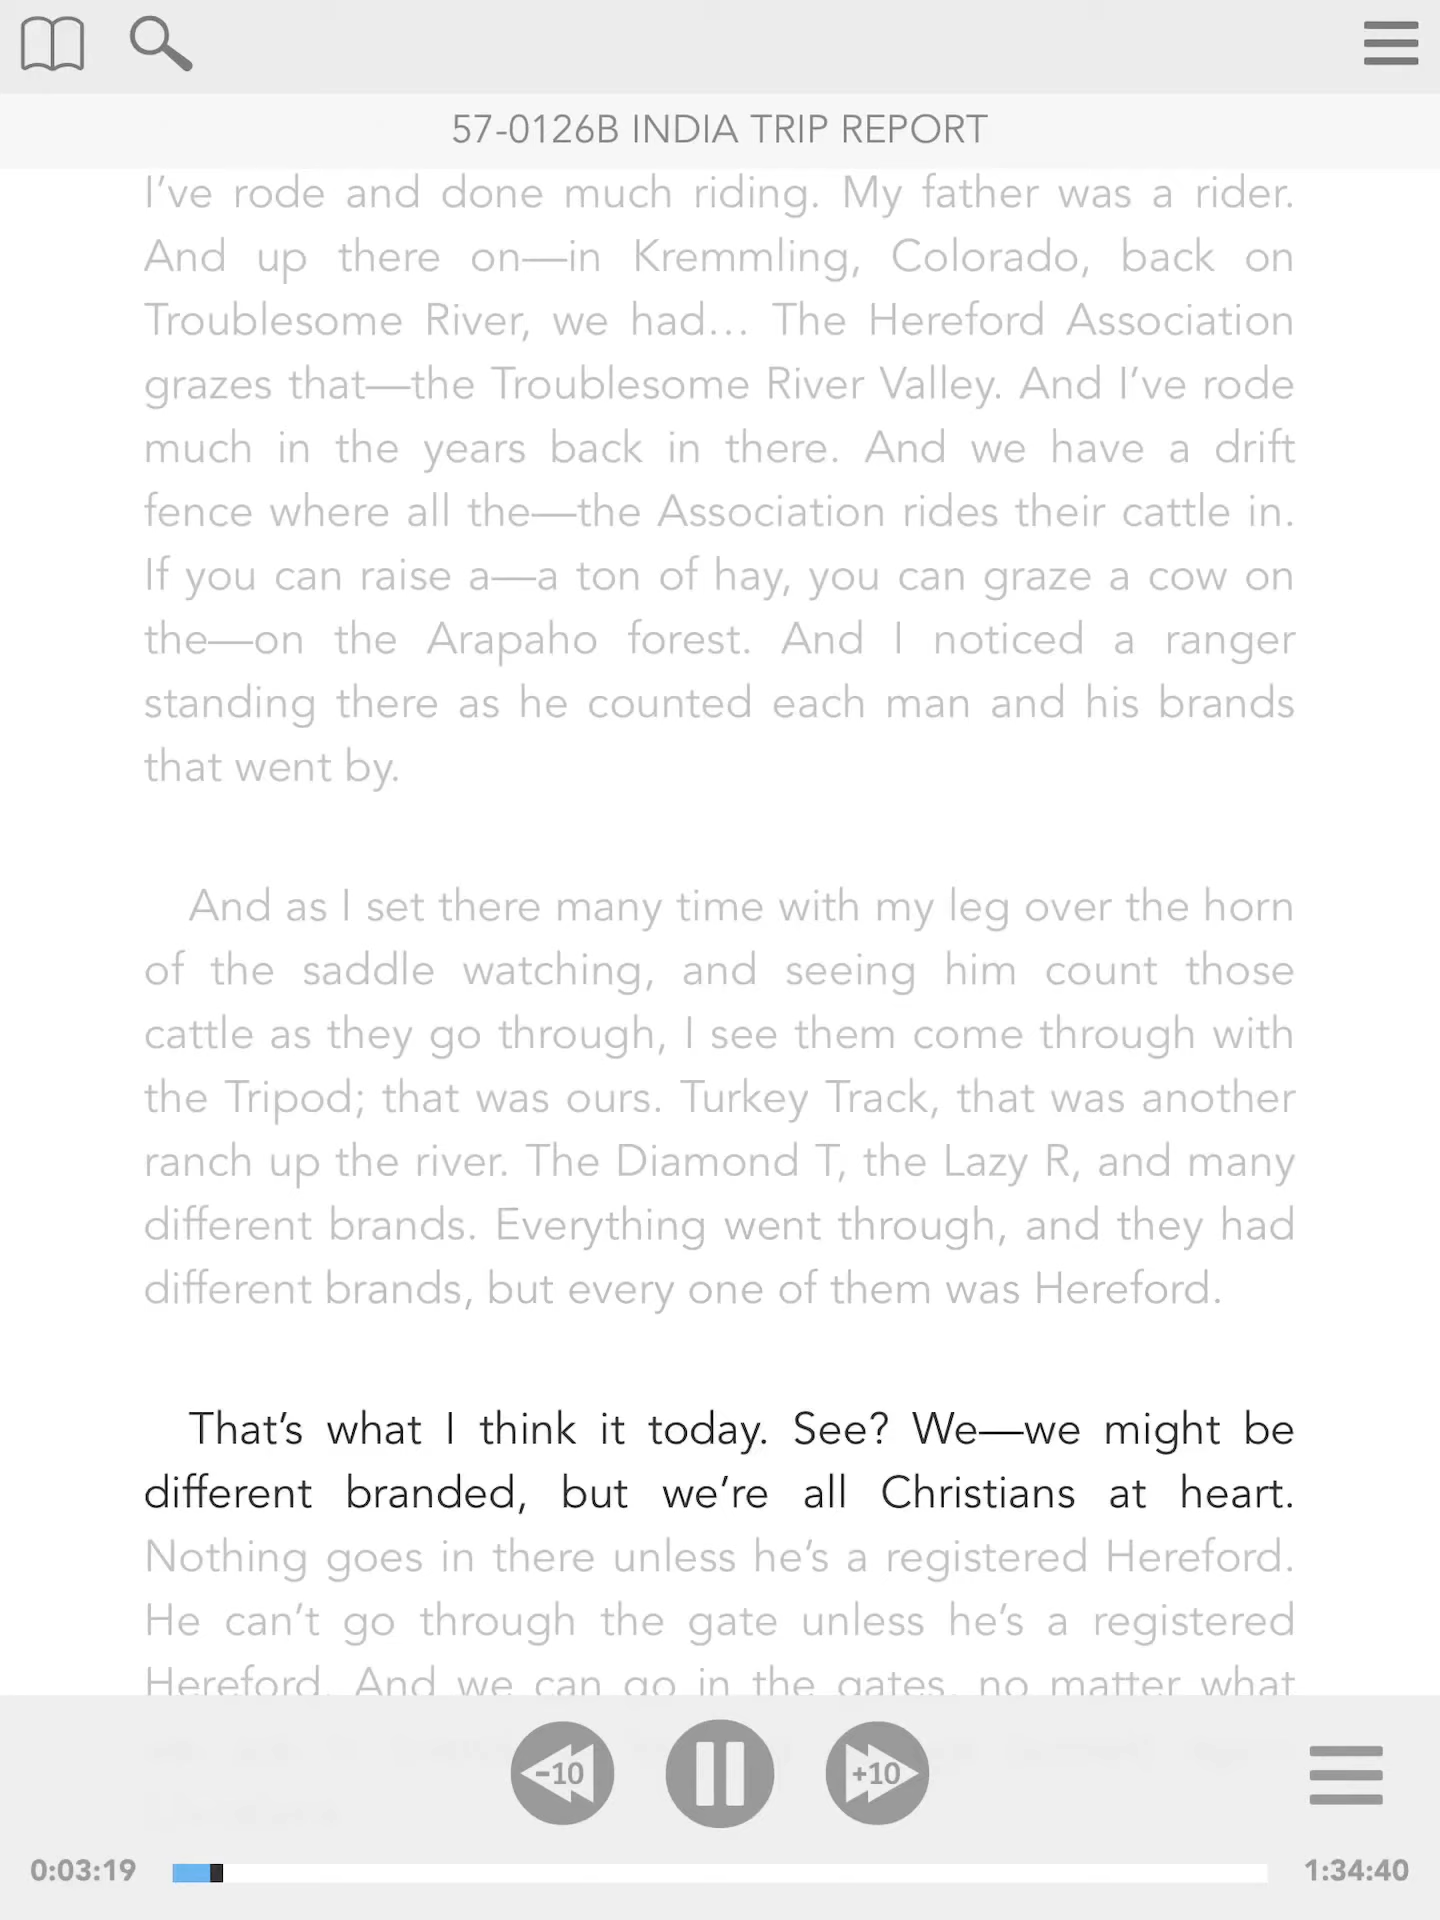 57-0126B INDIA TRIP REPORT
I’ve rode and done much riding. My father was a rider.
And up there on—in Kremmling, Colorado, back on
Troublesome River, we had… The Hereford Association
grazes that—the Troublesome River Valley. And I’ve rode
much in the years back in there. And we have a drift
fence where all the—the Association rides their cattle in.
If you can raise a—a ton of hay, you can graze a cow on
the—on the Arapaho forest. And I noticed a ranger
standing there as he counted each man and his brands
that went by.
And as I set there many time with my leg over the horn
of the saddle watching, and seeing him count those
cattle as they go through, I see them come through with
the Tripod; that was ours. Turkey Track, that was another
ranch up the river. The Diamond T, the Lazy R, and many
different brands. Everything went through, and they had
different brands, but every one of them was Hereford.
That’s what I think it today. See? We—we might be
different branded, but we’re all Christians at heart.
Nothing goes in there unless he’s a registered Hereford.
He can’t go through the gate unless he’s a registered
Hereford. And we can go in the gates, no matter what
-10
+10
0:03:19
1:34:40